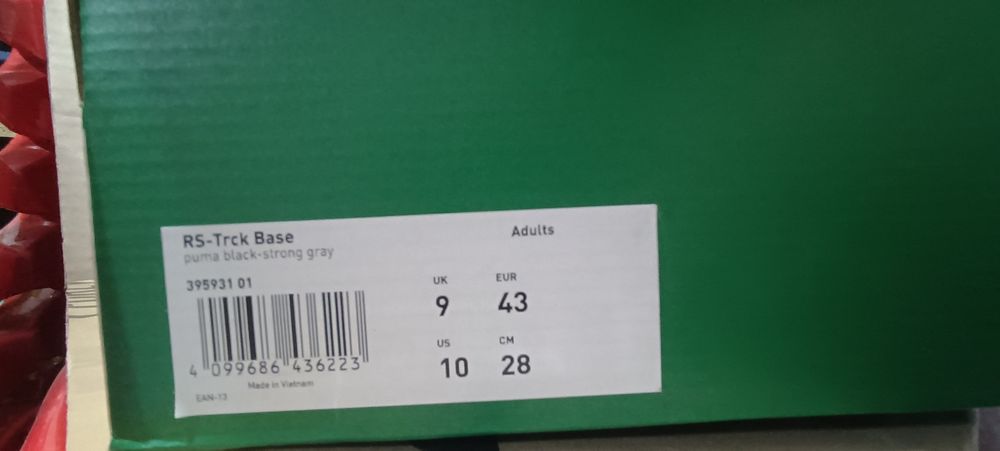 RS-Trck Base
puma black-strong gray
Adults
395931 01
UK EUR
9 43
US CM
10 28
4 099686 436223
Made in Vietnam
EAN-13